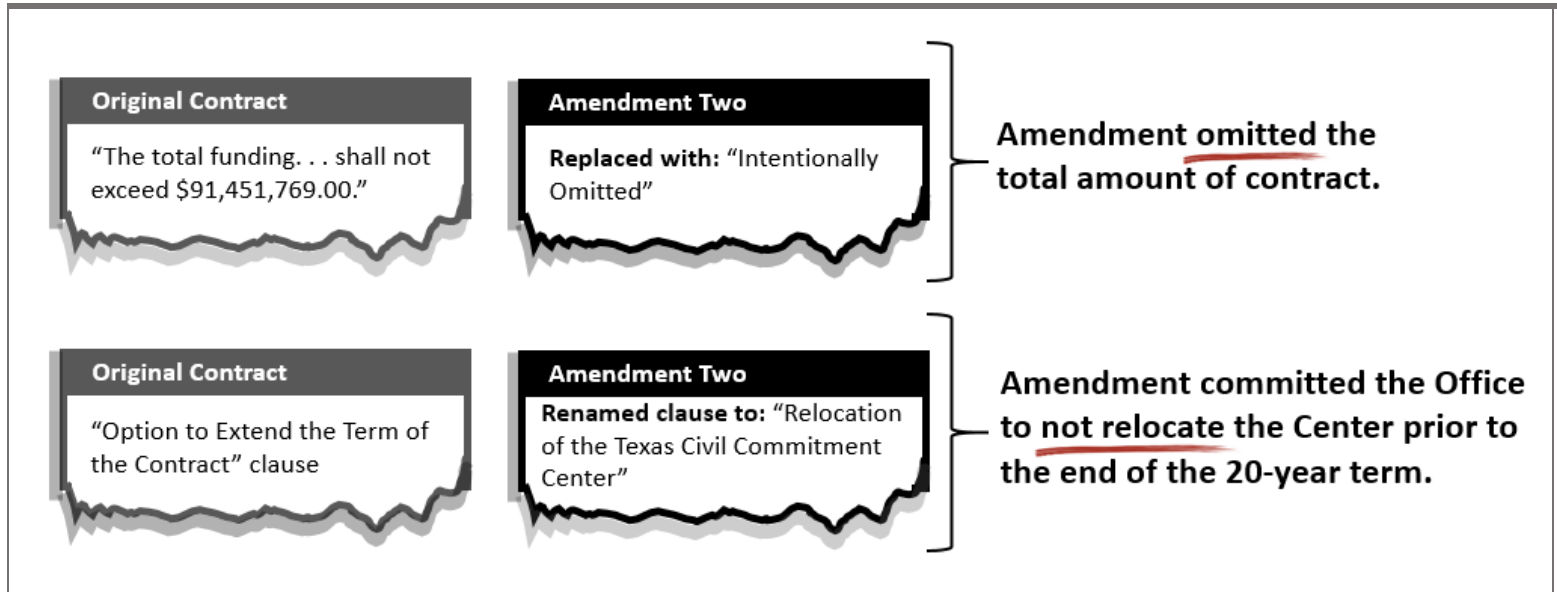 Original Contract
“The total funding. . . shall not
exceed $91,451,769.00.”
Amendment Two
Replaced with: “Intentionally
Omitted”
Amendment omitted the
total amount of contract.
Original Contract
“Option to Extend the Term of
the Contract” clause
Amendment Two
Renamed clause to: “Relocation
of the Texas Civil Commitment
Center”
Amendment committed the Office
to not relocate the Center prior to
the end of the 20-year term.